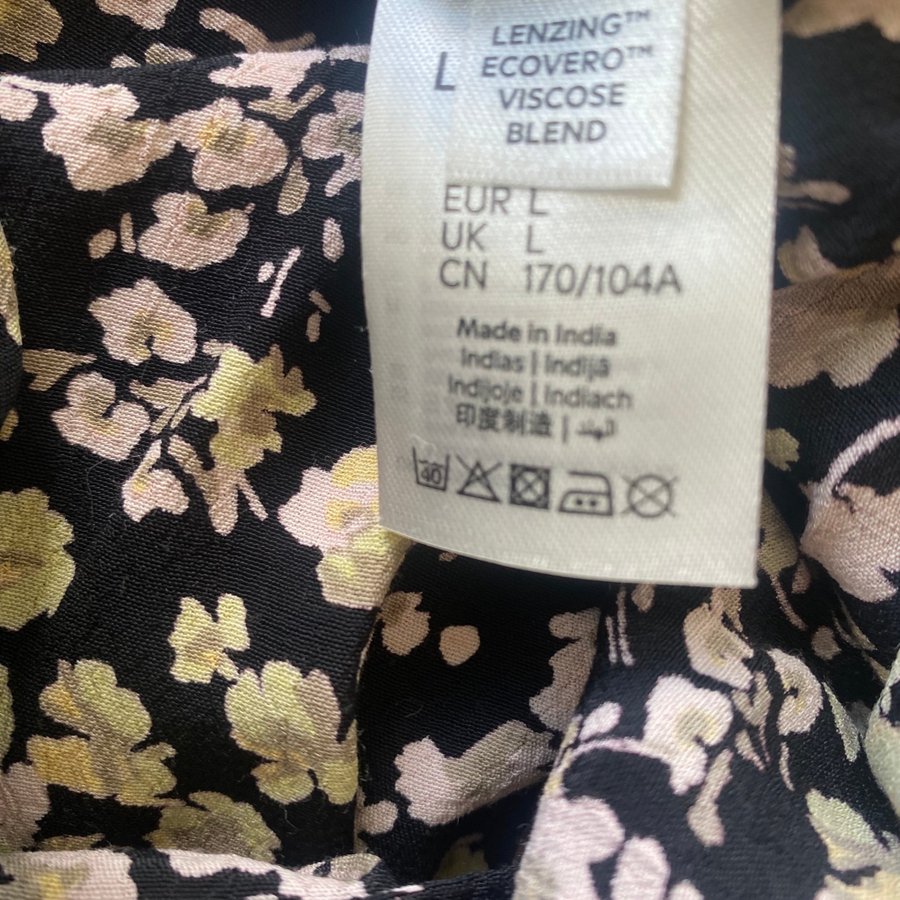 LENZING™
L ECOVERO™
VISCOSE
BLEND
EUR L
UK L
CN 170/104A
Made in India
Indias | Indijā
Indijoje | Indiach
印度制造 | الهند
40